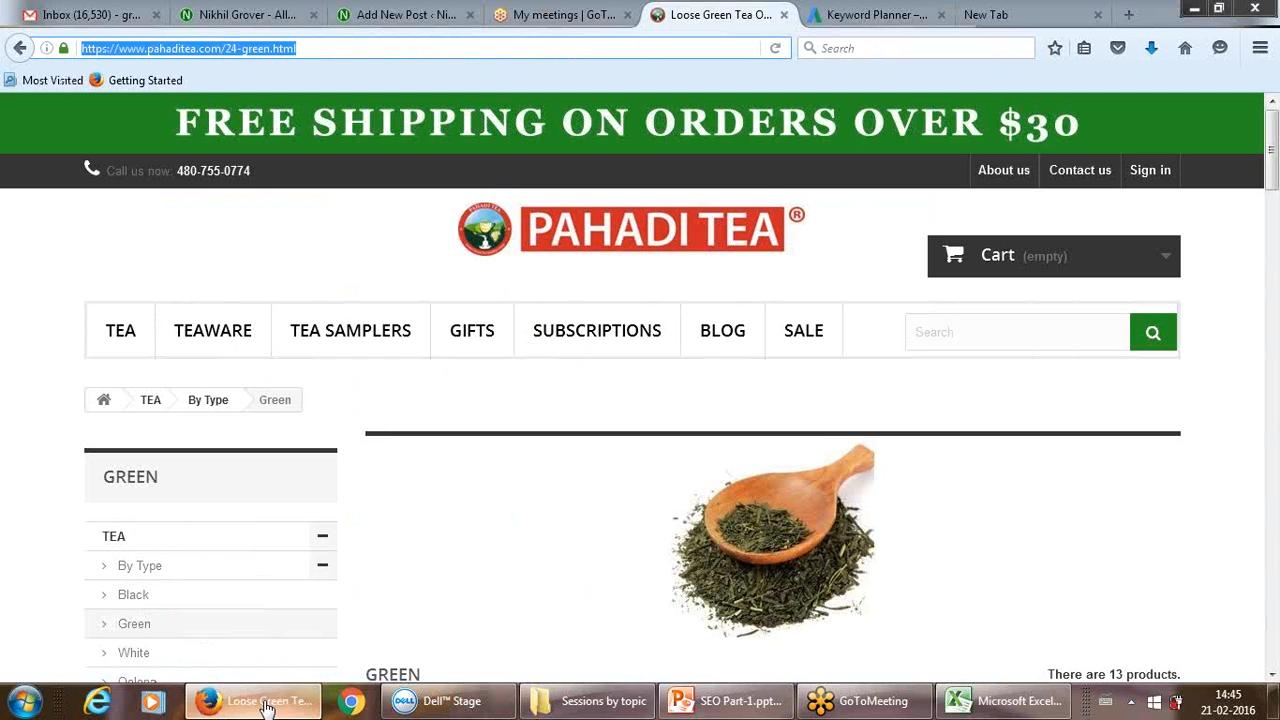 Inbox (16,530) - gr...
Nikhil Grover - All...
Add New Post ‹ Ni...
My meetings | GoT...
Loose Green Tea O...
Keyword Planner –...
New Tab
https://www.pahaditea.com/24-green.html
Search
Most Visited
Getting Started
FREE SHIPPING ON ORDERS OVER $30
Call us now: 480-755-0774
About us
Contact us
Sign in
PAHADI TEA®
Cart (empty)
TEA
TEAWARE
TEA SAMPLERS
GIFTS
SUBSCRIPTIONS
BLOG
SALE
Search
TEA
By Type
Green
GREEN
TEA
By Type
Black
Green
White
Oolong
GREEN
There are 13 products.
Loose Green Te...
Dell™ Stage
Sessions by topic
SEO Part-1.ppt...
GoToMeeting
Microsoft Excel...
14:45
21-02-2016